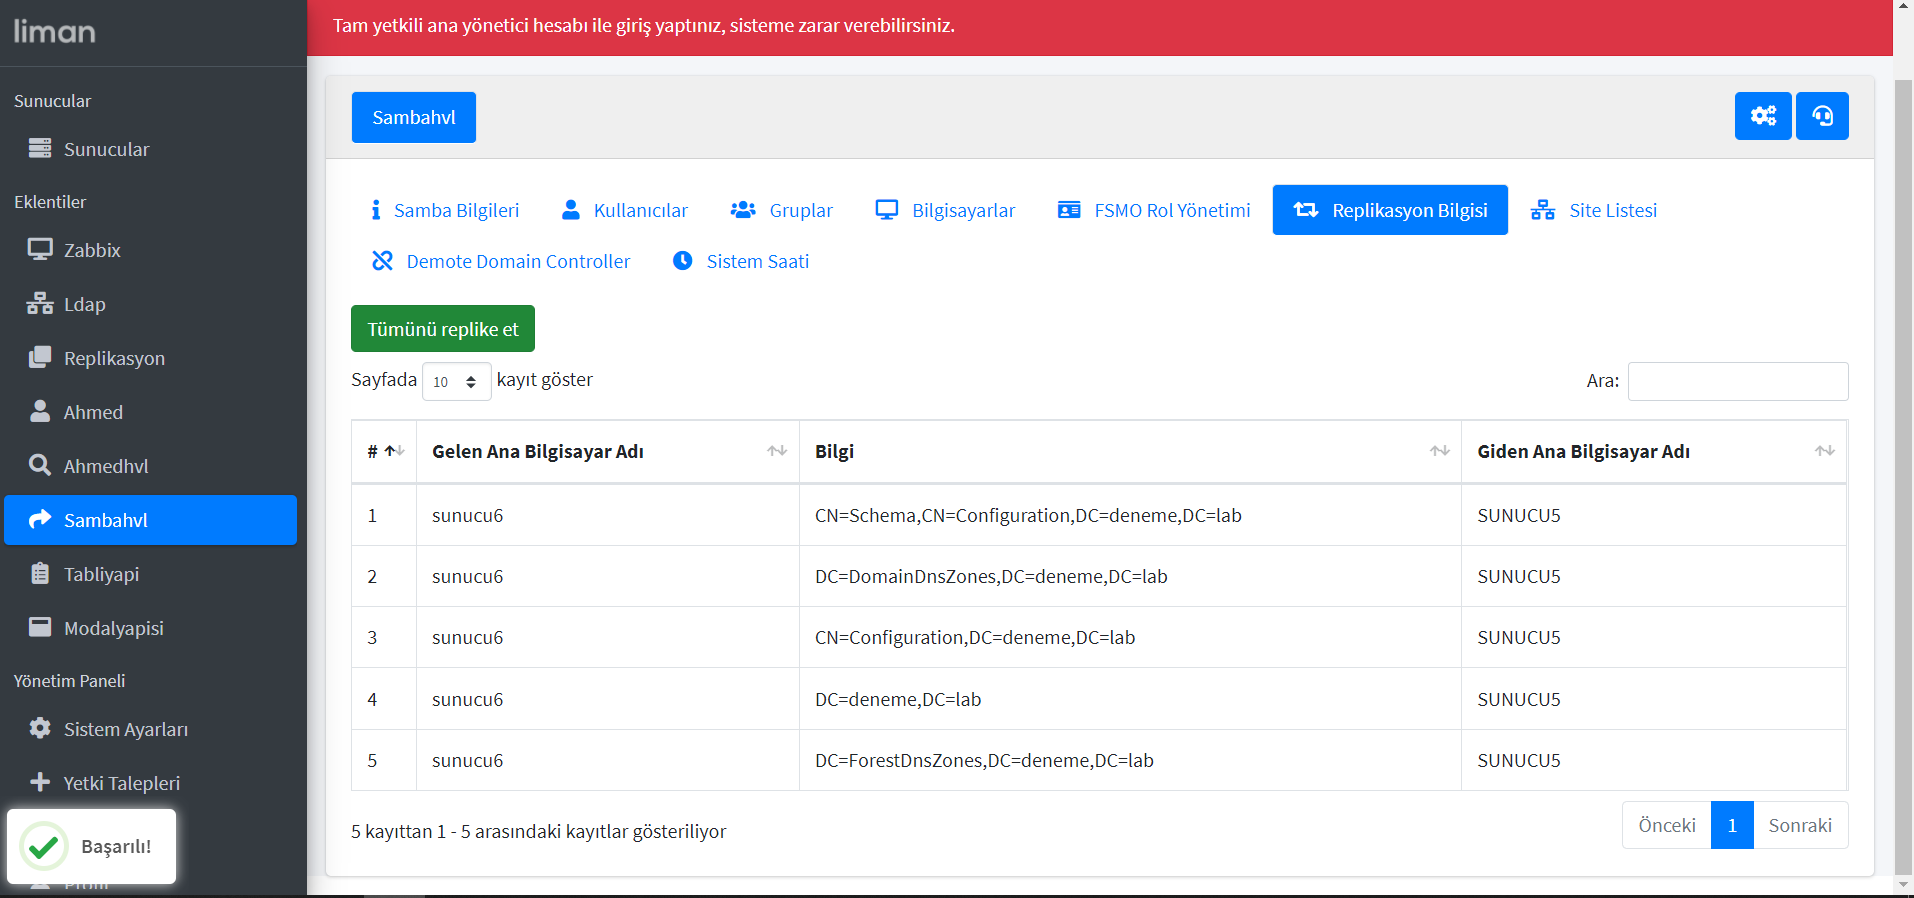 liman
Tam yetkili ana yönetici hesabı ile giriş yaptınız, sisteme zarar verebilirsiniz.
Sunucular
Sunucular
Eklentiler
Zabbix
Ldap
Replikasyon
Ahmed
Ahmedhvl
Sambahvl
Tabliyapi
Modalyapisi
Yönetim Paneli
Sistem Ayarları
Yetki Talepleri
Profil
Başarılı!
Sambahvl
Samba Bilgileri Kullanıcılar Gruplar Bilgisayarlar FSMO Rol Yönetimi Replikasyon Bilgisi Site Listesi
Demote Domain Controller Sistem Saati
Tümünü replike et
Sayfada 10 kayıt göster Ara:
# Gelen Ana Bilgisayar Adı Bilgi Giden Ana Bilgisayar Adı
1 sunucu6 CN=Schema,CN=Configuration,DC=deneme,DC=lab SUNUCU5
2 sunucu6 DC=DomainDnsZones,DC=deneme,DC=lab SUNUCU5
3 sunucu6 CN=Configuration,DC=deneme,DC=lab SUNUCU5
4 sunucu6 DC=deneme,DC=lab SUNUCU5
5 sunucu6 DC=ForestDnsZones,DC=deneme,DC=lab SUNUCU5
5 kayıttan 1 - 5 arasındaki kayıtlar gösteriliyor Önceki 1 Sonraki